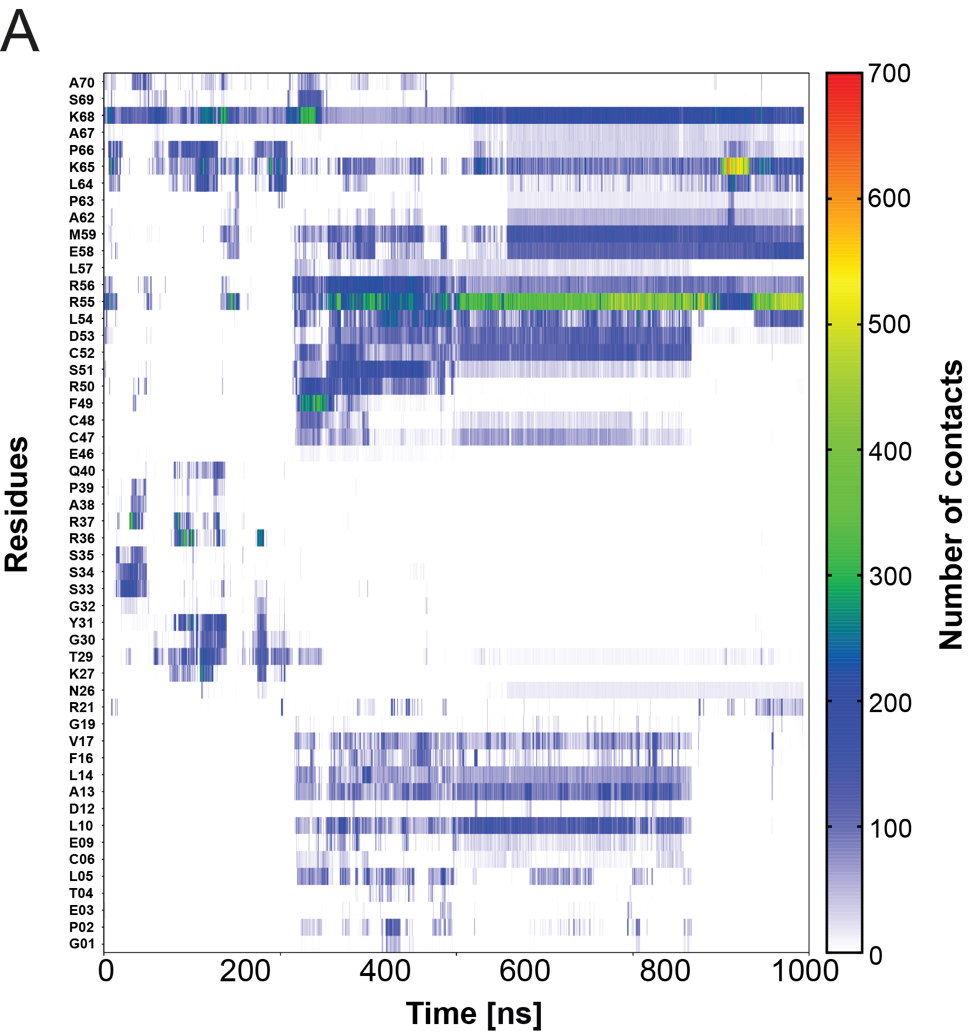 A
A70
S69
K68
A67
P66
K65
L64
P63
A62
M59
E58
L57
R56
R55
L54
D53
C52
S51
R50
F49
C48
C47
E46
Q40
P39
A38
R37
R36
S35
S34
S33
G32
Y31
G30
T29
K27
N26
R21
G19
V17
F16
L14
A13
D12
L10
E09
C06
L05
T04
E03
P02
G01
Residues
0 200 400 600 800 1000
Time [ns]
700
600
500
400
300
200
100
0
Number of contacts